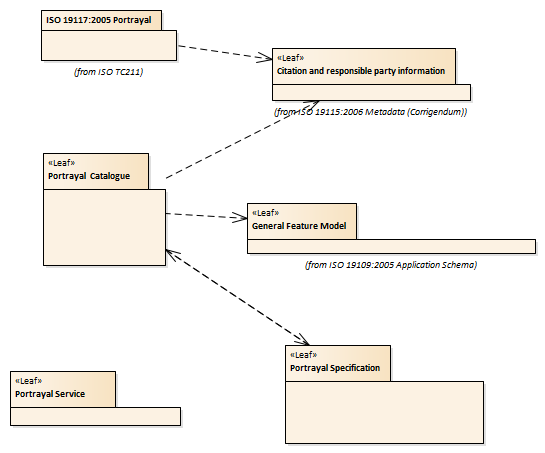 ISO 19117:2005 Portrayal
(from ISO TC211)
«Leaf»
Citation and responsible party information
(from ISO 19115:2006 Metadata (Corrigendum))
«Leaf»
Portrayal Catalogue
«Leaf»
General Feature Model
(from ISO 19109:2005 Application Schema)
«Leaf»
Portrayal Specification
«Leaf»
Portrayal Service